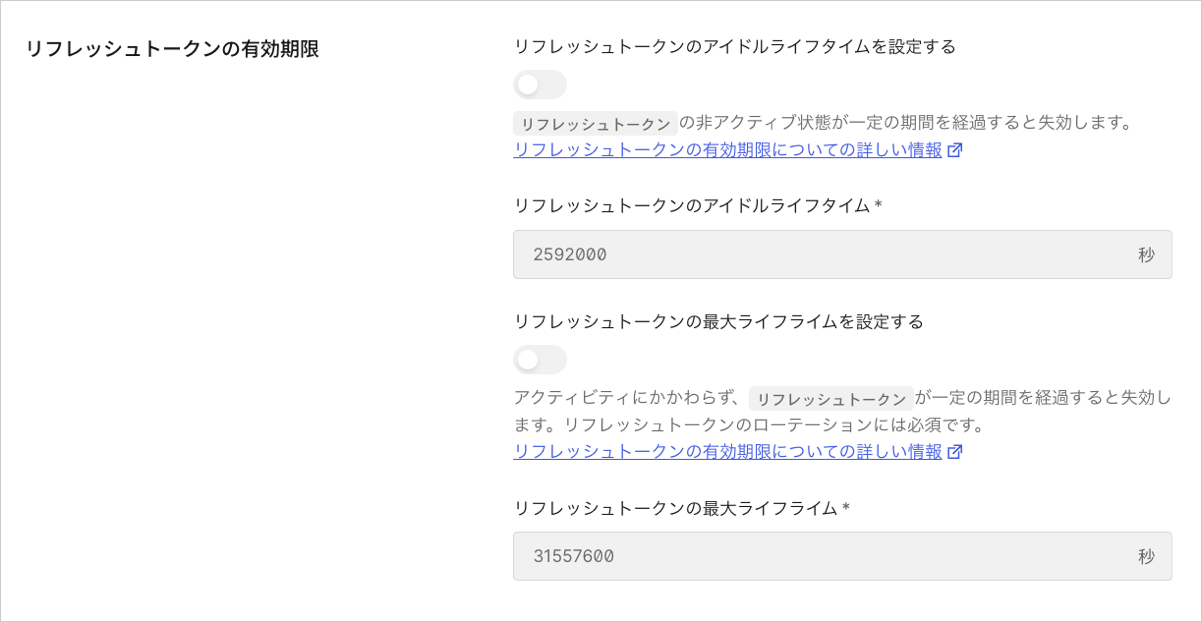 リフレッシュトークンの有効期限
リフレッシュトークンのアイドルライフタイムを設定する
リフレッシュトークンの非アクティブ状態が一定の期間を経過すると失効します。
リフレッシュトークンの有効期限についての詳しい情報
リフレッシュトークンのアイドルライフタイム *
2592000 秒
リフレッシュトークンの最大ライフライムを設定する
アクティビティにかかわらず、リフレッシュトークンが一定の期間を経過すると失効し
ます。リフレッシュトークンのローテーションには必須です。
リフレッシュトークンの有効期限についての詳しい情報
リフレッシュトークンの最大ライフライム *
31557600 秒